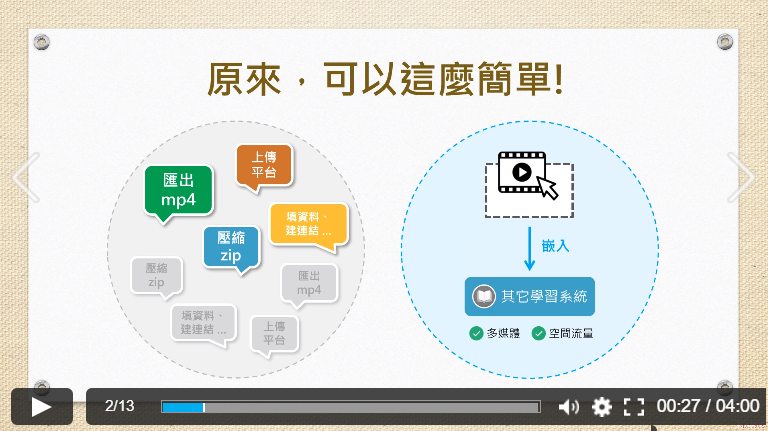 原來，可以這麼簡單!
上傳
平台
匯出
mp4
填資料、
建連結 ...
壓縮
zip
壓縮
zip
匯出
mp4
填資料、
建連結 ...
上傳
平台
嵌入
其它學習系統
多媒體
空間流量
2/13
00:27 / 04:00